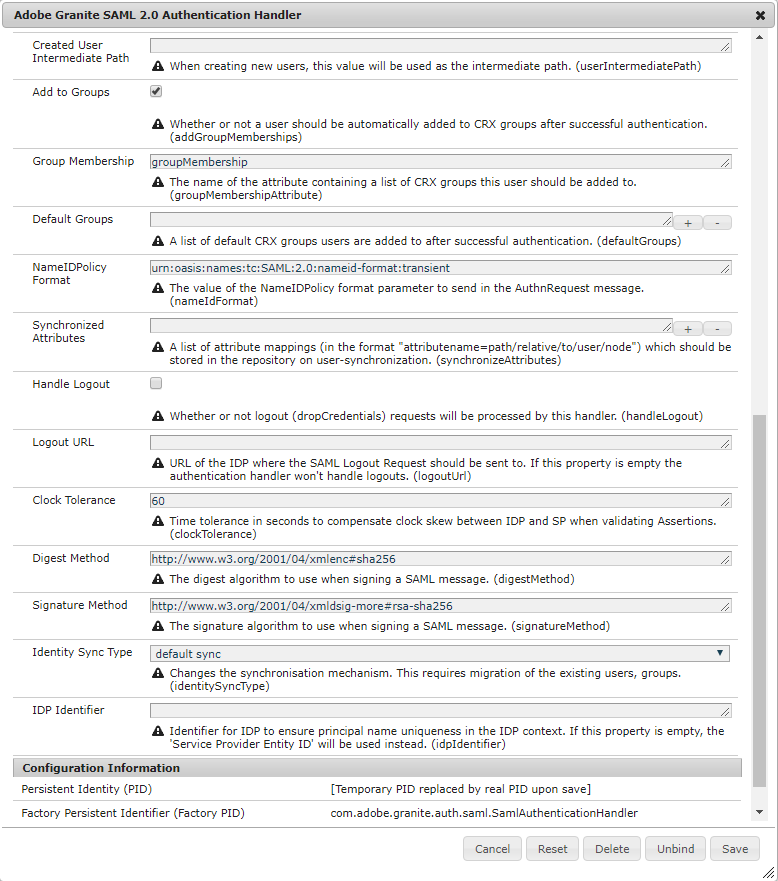 Adobe Granite SAML 2.0 Authentication Handler
Created User
Intermediate Path
When creating new users, this value will be used as the intermediate path. (userIntermediatePath)
Add to Groups
Whether or not a user should be automatically added to CRX groups after successful authentication.
(addGroupMemberships)
Group Membership
groupMembership
The name of the attribute containing a list of CRX groups this user should be added to.
(groupMembershipAttribute)
Default Groups
+ -
A list of default CRX groups users are added to after successful authentication. (defaultGroups)
NameIDPolicy
Format
urn:oasis:names:tc:SAML:2.0:nameid-format:transient
The value of the NameIDPolicy format parameter to send in the AuthnRequest message.
(nameIdFormat)
Synchronized
Attributes
+ -
A list of attribute mappings (in the format "attributename=path/relative/to/user/node") which should be
stored in the repository on user-synchronization. (synchronizeAttributes)
Handle Logout
Whether or not logout (dropCredentials) requests will be processed by this handler. (handleLogout)
Logout URL
URL of the IDP where the SAML Logout Request should be sent to. If this property is empty the
authentication handler won't handle logouts. (logoutUrl)
Clock Tolerance
60
Time tolerance in seconds to compensate clock skew between IDP and SP when validating Assertions.
(clockTolerance)
Digest Method
http://www.w3.org/2001/04/xmlenc#sha256
The digest algorithm to use when signing a SAML message. (digestMethod)
Signature Method
http://www.w3.org/2001/04/xmldsig-more#rsa-sha256
The signature algorithm to use when signing a SAML message. (signatureMethod)
Identity Sync Type
default sync
Changes the synchronisation mechanism. This requires migration of the existing users, groups.
(identitySyncType)
IDP Identifier
Identifier for IDP to ensure principal name uniqueness in the IDP context. If this property is empty, the
'Service Provider Entity ID' will be used instead. (idpIdentifier)
Configuration Information
Persistent Identity (PID) [Temporary PID replaced by real PID upon save]
Factory Persistent Identifier (Factory PID) com.adobe.granite.auth.saml.SamlAuthenticationHandler
Cancel Reset Delete Unbind Save